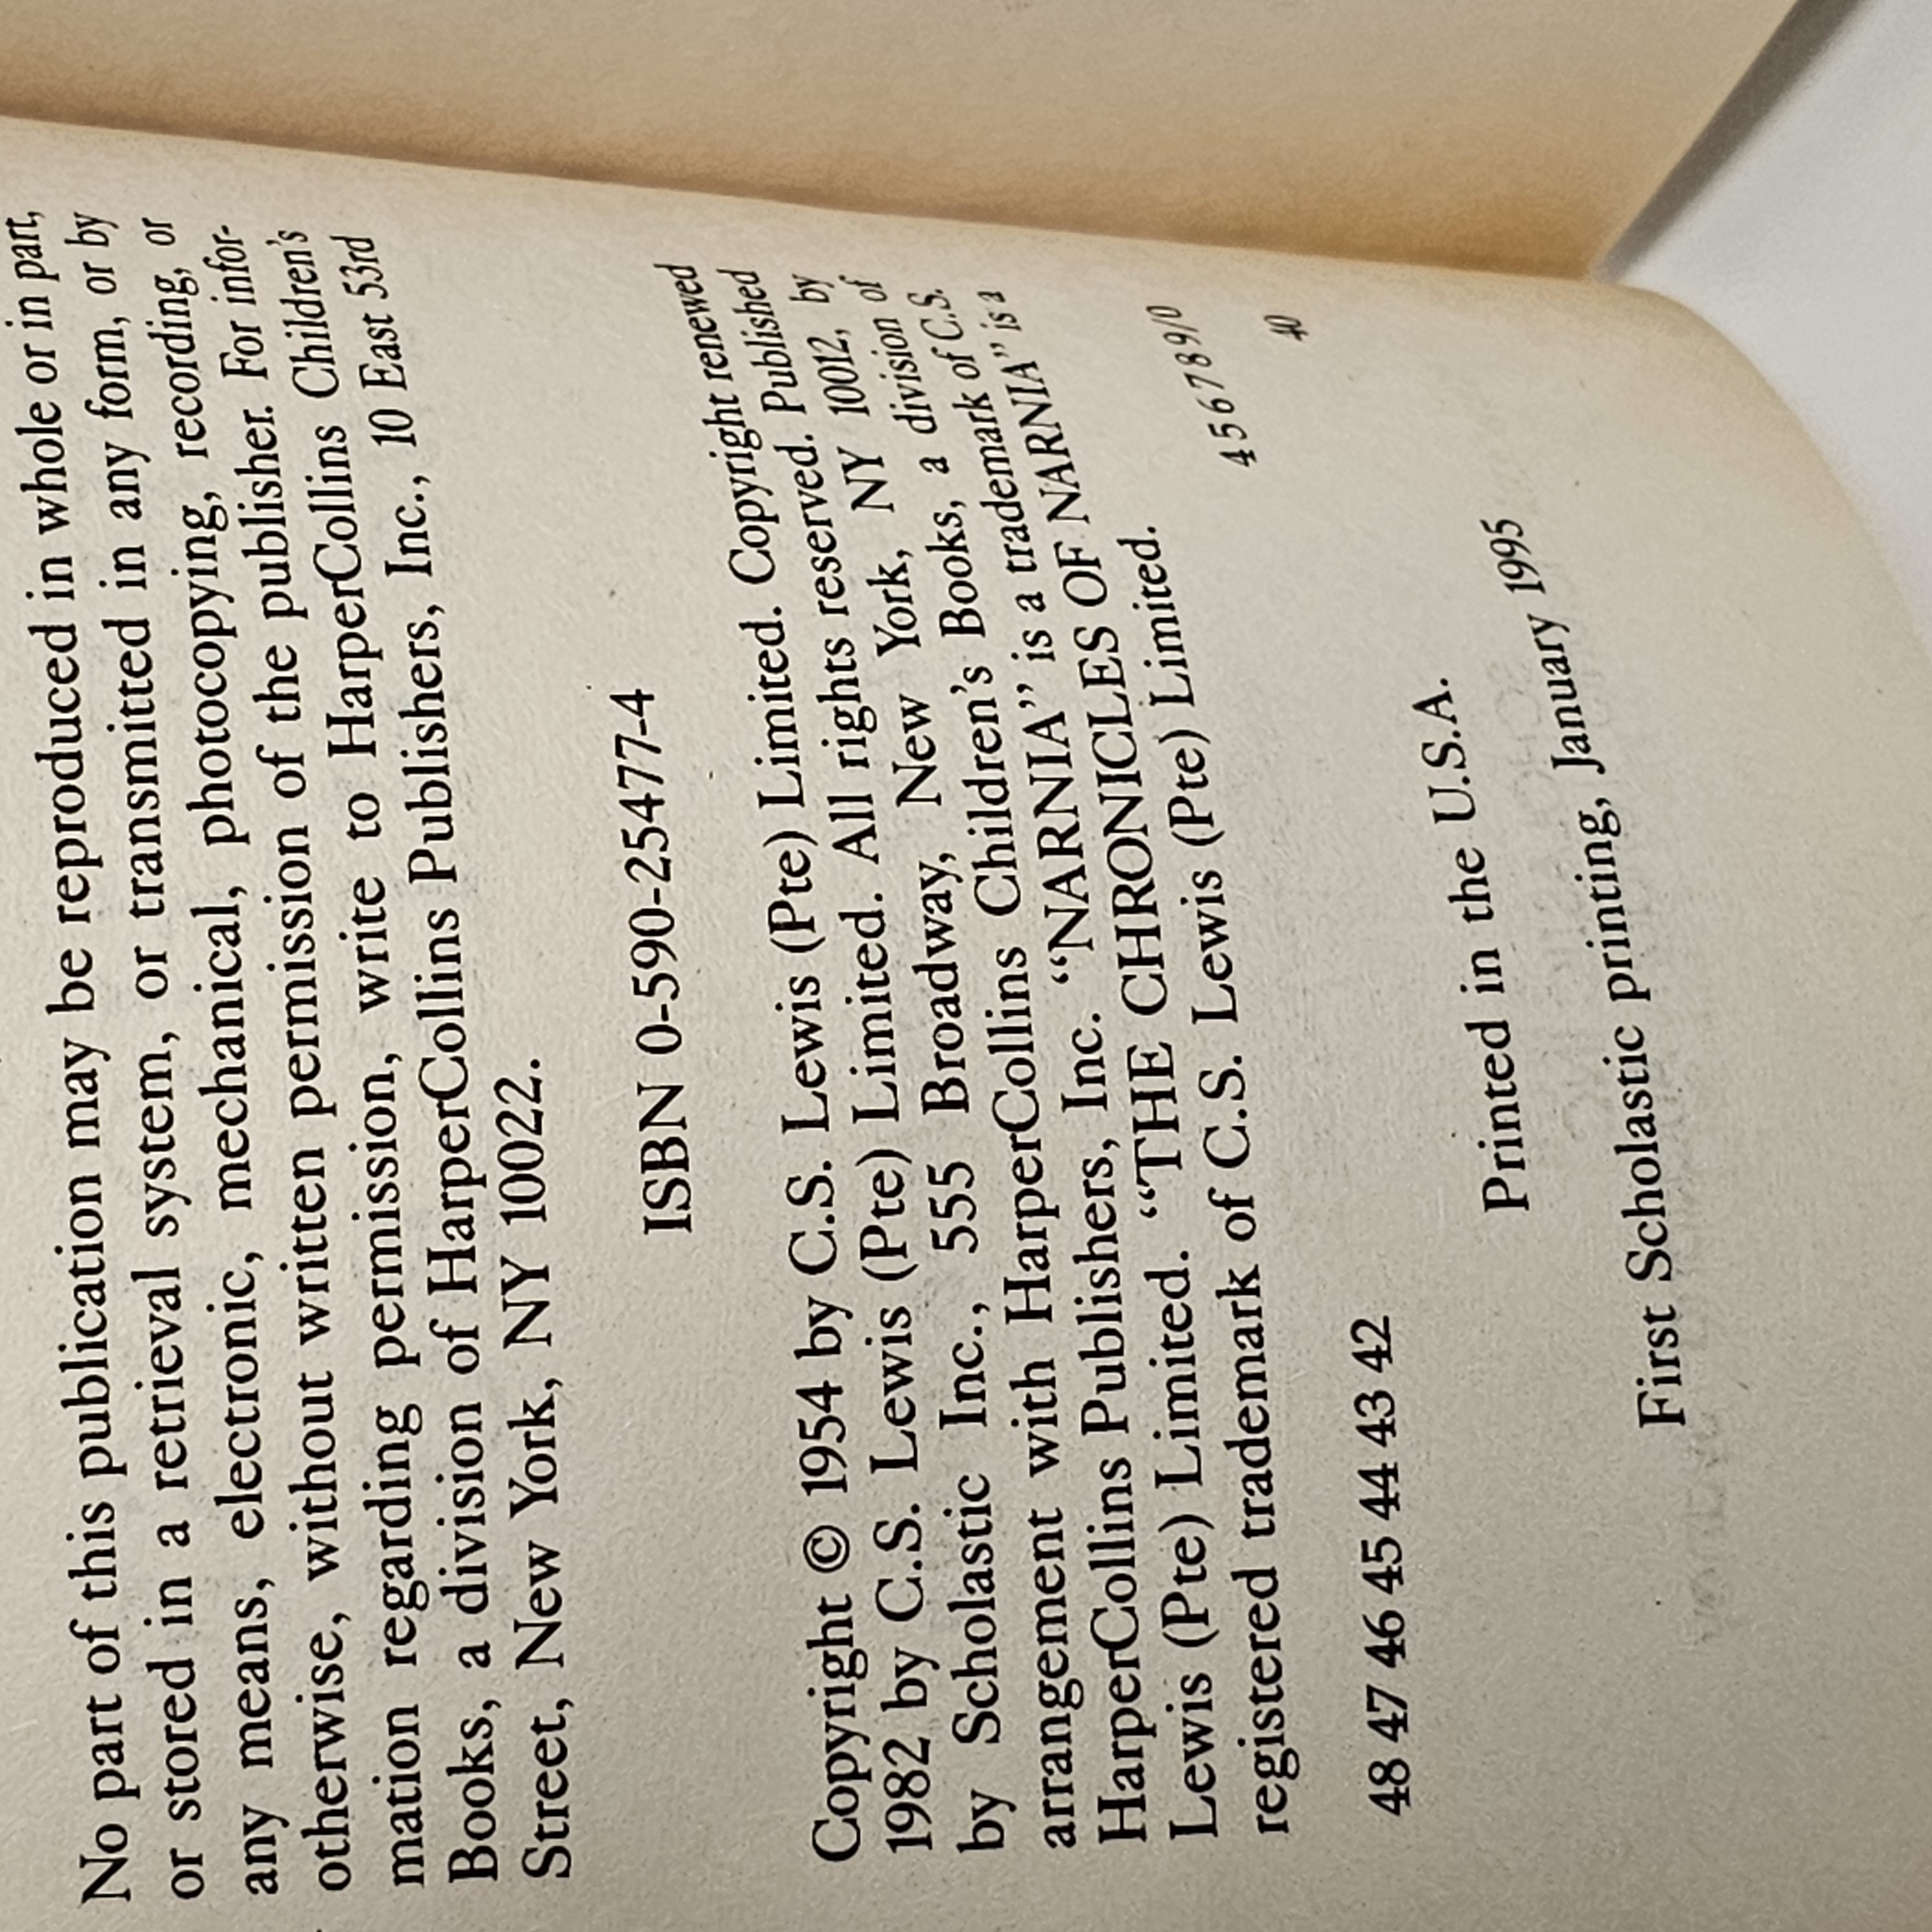 No part of this publication may be reproduced in whole or in part,
or stored in a retrieval system, or transmitted in any form, or by
any means, electronic, mechanical, photocopying, recording, or
otherwise, without written permission of the publisher. For infor-
mation regarding permission, write to HarperCollins Children's
Books, a division of HarperCollins Publishers, Inc., 10 East 53rd
Street, New York, NY 10022.
ISBN 0-590-25477-4
Copyright © 1954 by C.S. Lewis (Pte) Limited. Copyright renewed
1982 by C.S. Lewis (Pte) Limited. All rights reserved. Published
by Scholastic Inc., 555 Broadway, New York, NY 10012, by
arrangement with HarperCollins Children's Books, a division of
HarperCollins Publishers, Inc. “NARNIA” is a trademark of C.S.
Lewis (Pte) Limited. “THE CHRONICLES OF NARNIA” is a
registered trademark of C.S. Lewis (Pte) Limited.
4 5 6 7 8 9/0
48 47 46 45 44 43 42
40
Printed in the U.S.A.
First Scholastic printing, January 1995